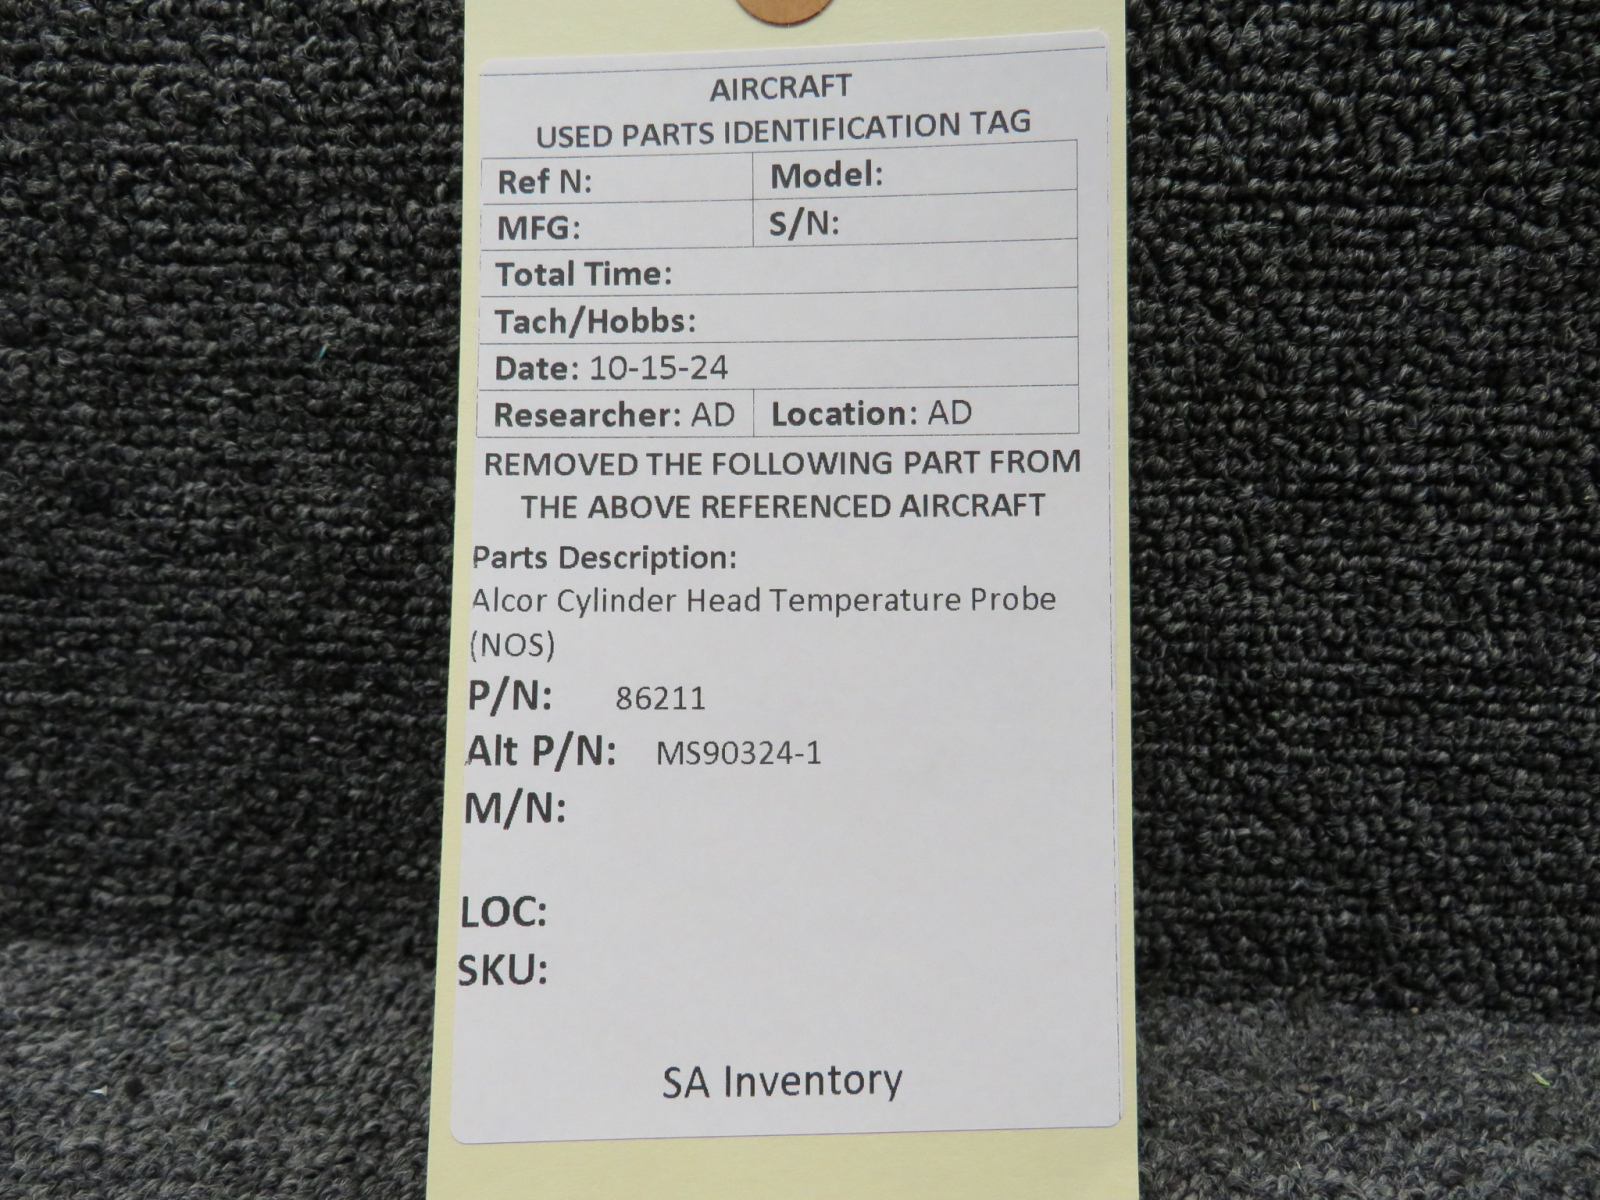 AIRCRAFT
USED PARTS IDENTIFICATION TAG
Ref N: Model:
MFG: S/N:
Total Time:
Tach/Hobbs:
Date: 10-15-24
Researcher: AD Location: AD
REMOVED THE FOLLOWING PART FROM
THE ABOVE REFERENCED AIRCRAFT
Parts Description:
Alcor Cylinder Head Temperature Probe
(NOS)
P/N: 86211
Alt P/N: MS90324-1
M/N:
LOC:
SKU:
SA Inventory